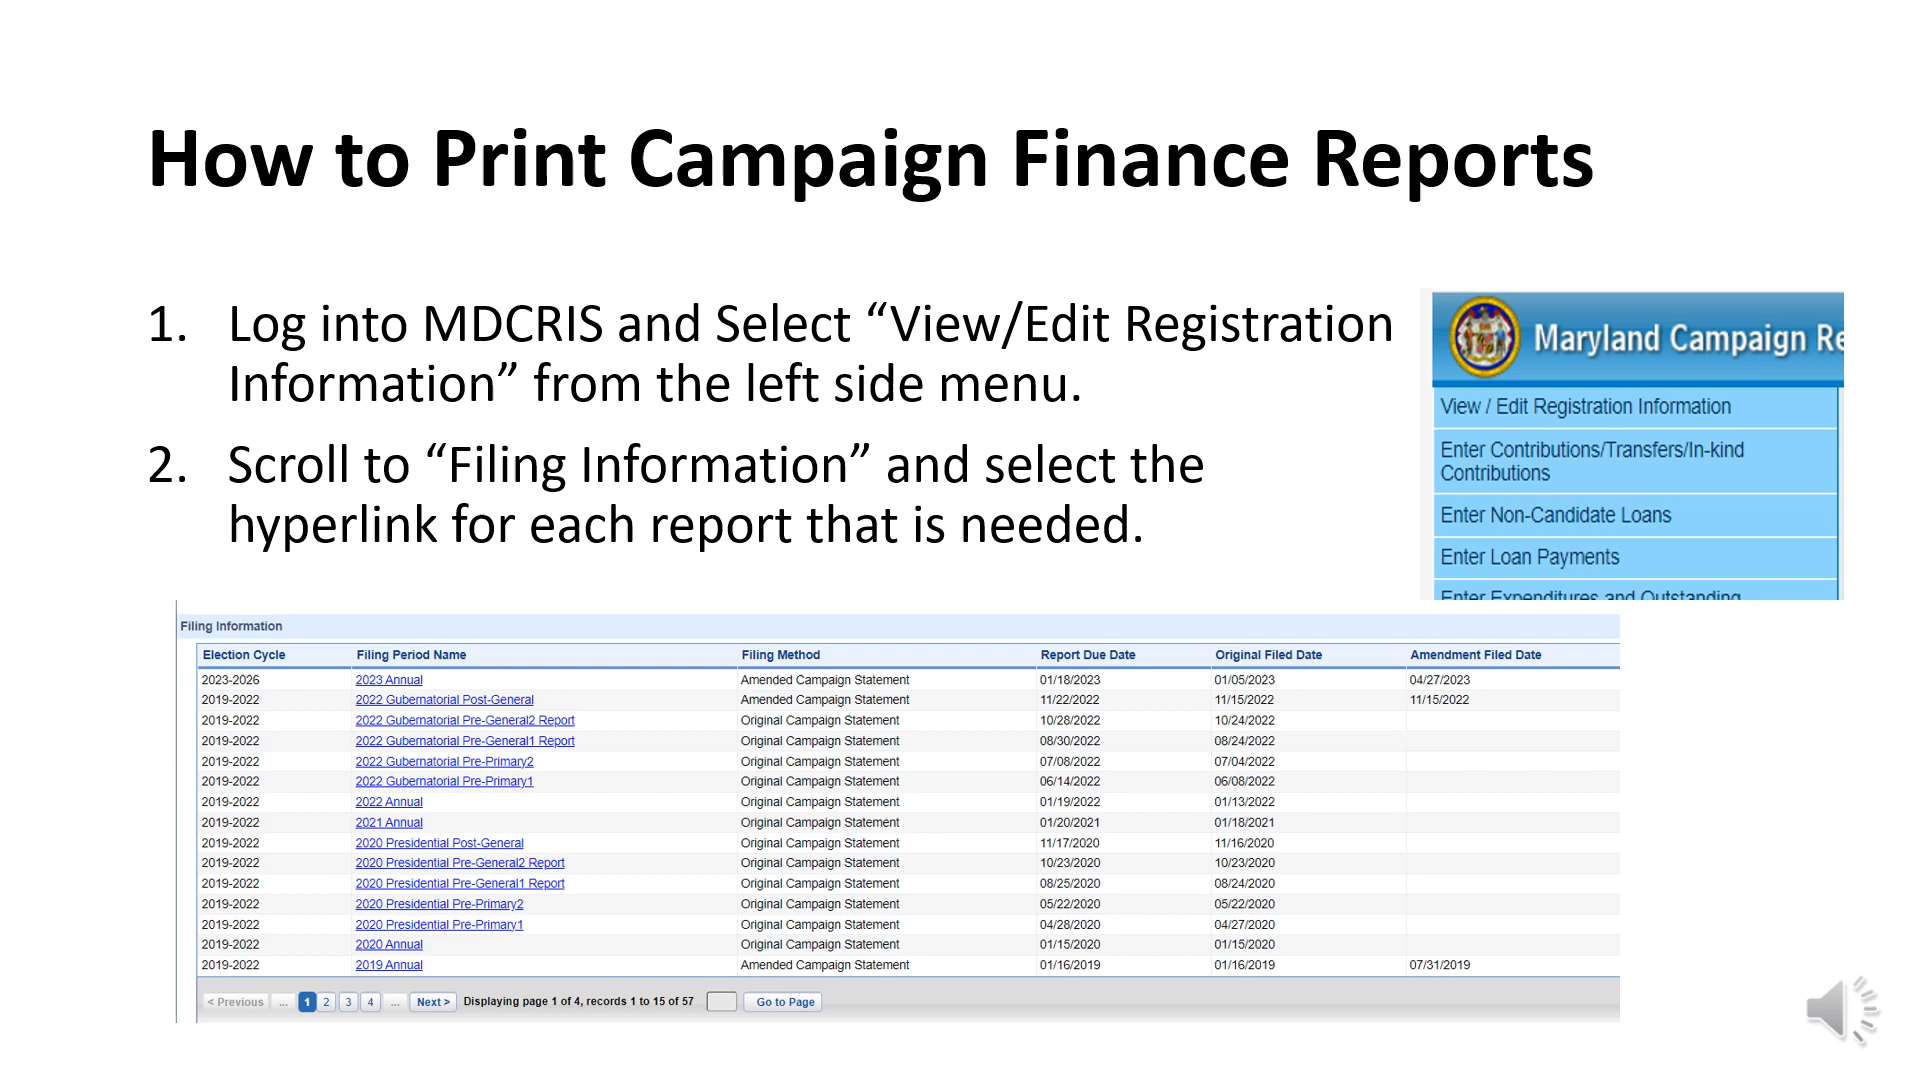 How to Print Campaign Finance Reports
1. Log into MDCRIS and Select “View/Edit Registration
Information” from the left side menu.
2. Scroll to “Filing Information” and select the
hyperlink for each report that is needed.
Maryland Campaign Re
View / Edit Registration Information
Enter Contributions/Transfers/In-kind
Contributions
Enter Non-Candidate Loans
Enter Loan Payments
Enter Expenditures and Outstanding
Filing Information
Election Cycle Filing Period Name Filing Method Report Due Date Original Filed Date Amendment Filed Date
2023-2026 2023 Annual Amended Campaign Statement 01/18/2023 01/05/2023 04/27/2023
2019-2022 2022 Gubernatorial Post-General Amended Campaign Statement 11/22/2022 11/15/2022 11/15/2022
2019-2022 2022 Gubernatorial Pre-General2 Report Original Campaign Statement 10/28/2022 10/24/2022
2019-2022 2022 Gubernatorial Pre-General1 Report Original Campaign Statement 08/30/2022 08/24/2022
2019-2022 2022 Gubernatorial Pre-Primary2 Original Campaign Statement 07/08/2022 07/04/2022
2019-2022 2022 Gubernatorial Pre-Primary1 Original Campaign Statement 06/14/2022 06/08/2022
2019-2022 2022 Annual Original Campaign Statement 01/19/2022 01/13/2022
2019-2022 2021 Annual Original Campaign Statement 01/20/2021 01/18/2021
2019-2022 2020 Presidential Post-General Original Campaign Statement 11/17/2020 11/16/2020
2019-2022 2020 Presidential Pre-General2 Report Original Campaign Statement 10/23/2020 10/23/2020
2019-2022 2020 Presidential Pre-General1 Report Original Campaign Statement 08/25/2020 08/24/2020
2019-2022 2020 Presidential Pre-Primary2 Original Campaign Statement 05/22/2020 05/22/2020
2019-2022 2020 Presidential Pre-Primary1 Original Campaign Statement 04/28/2020 04/27/2020
2019-2022 2020 Annual Original Campaign Statement 01/15/2020 01/15/2020
2019-2022 2019 Annual Amended Campaign Statement 01/16/2019 01/16/2019 07/31/2019
< Previous ... 1 2 3 4 ... Next > Displaying page 1 of 4, records 1 to 15 of 57 Go to Page